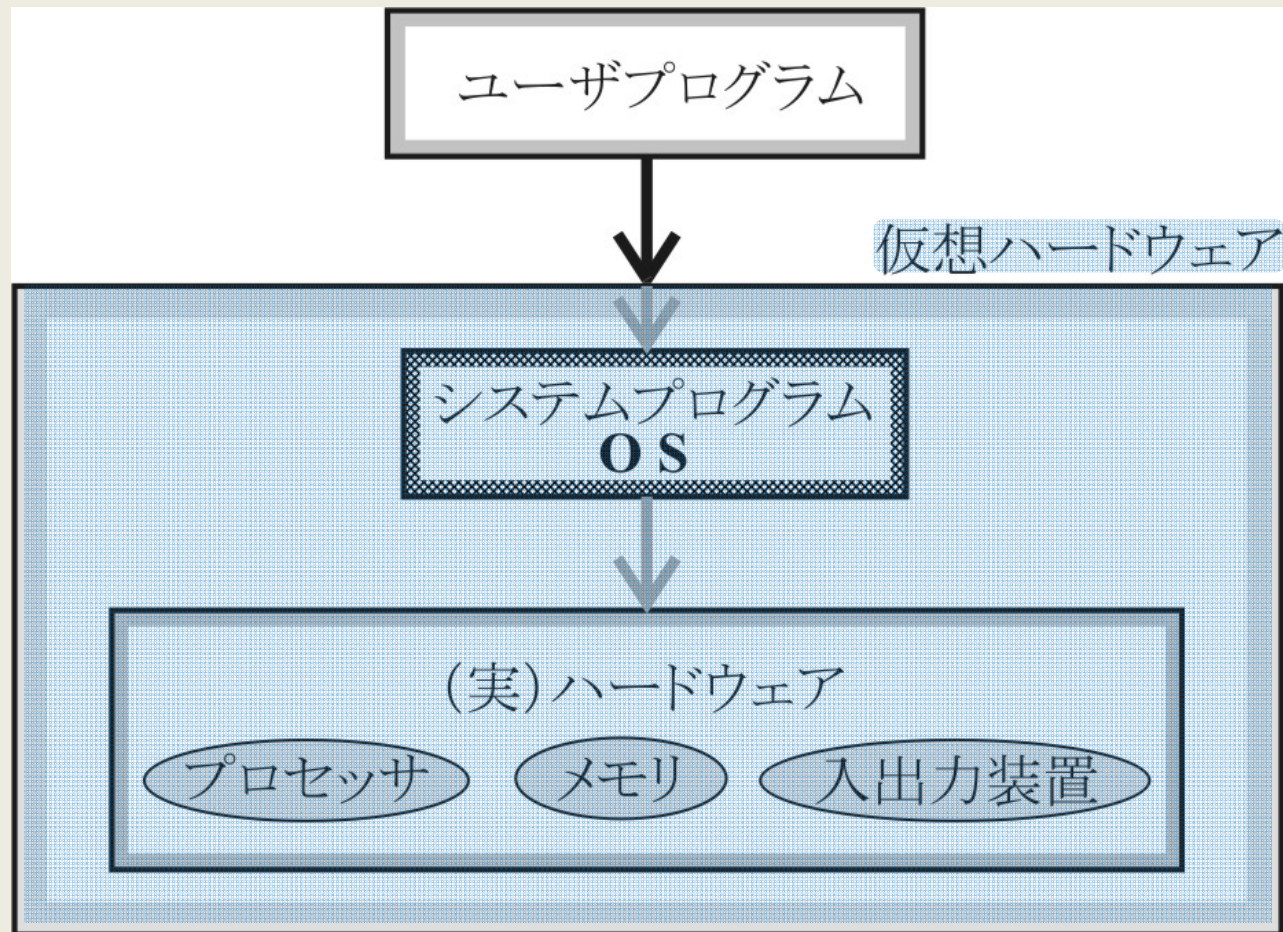 ユーザプログラム
仮想ハードウェア
システムプログラム
OS
(実)ハードウェア
プロセッサ
メモリ
入出力装置